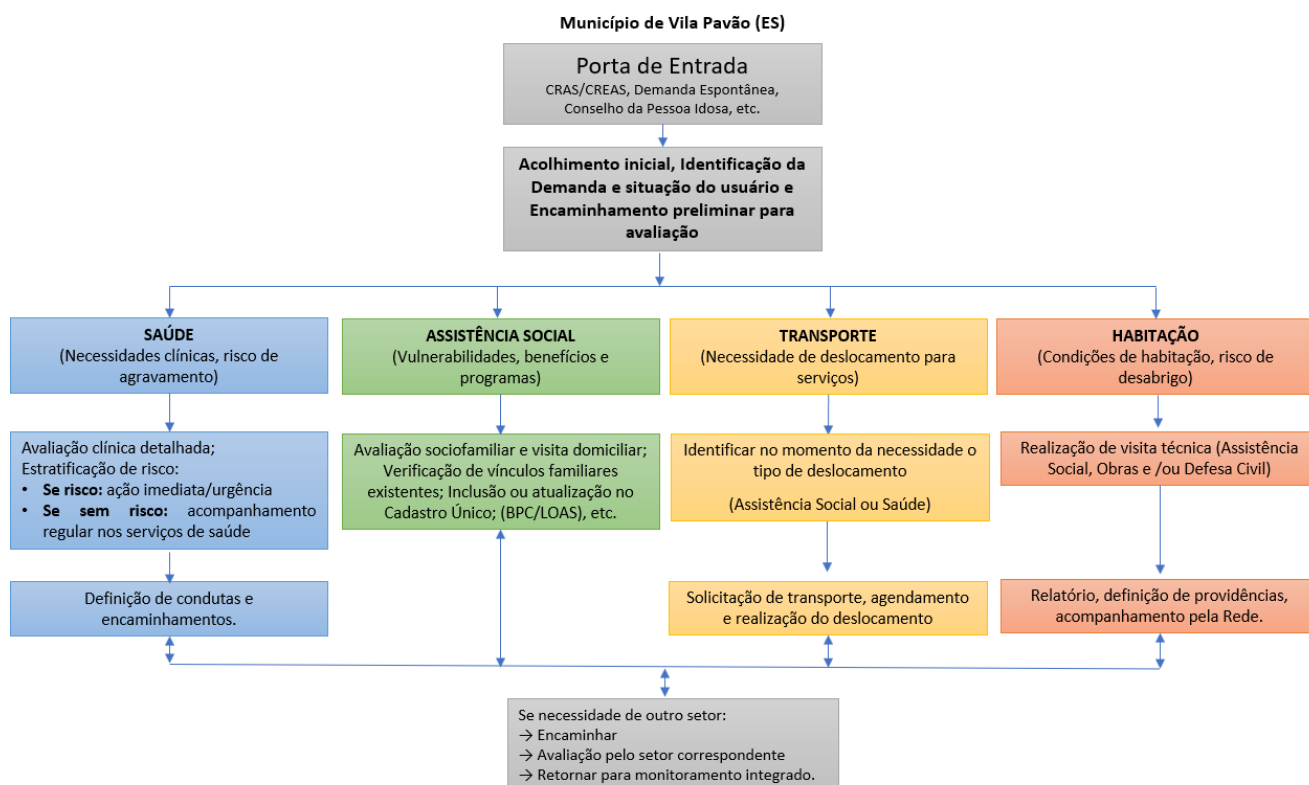 Município de Vila Pavão (ES)
Porta de Entrada
CRAS/CREAS, Demanda Espontânea,
Conselho da Pessoa Idosa, etc.
Acolhimento inicial, Identificação da
Demanda e situação do usuário e
Encaminhamento preliminar para
avaliação
SAÚDE
(Necessidades clínicas, risco de
agravamento)
ASSISTÊNCIA SOCIAL
(Vulnerabilidades, benefícios e
programas)
TRANSPORTE
(Necessidade de deslocamento para
serviços)
HABITAÇÃO
(Condições de habitação, risco de
desabrigo)
Avaliação clínica detalhada;
Estratificação de risco:
• Se risco: ação imediata/urgência
• Se sem risco: acompanhamento
regular nos serviços de saúde
Avaliação sociofamiliar e visita domiciliar;
Verificação de vínculos familiares
existentes; Inclusão ou atualização no
Cadastro Único; (BPC/LOAS), etc.
Identificar no momento da necessidade o
tipo de deslocamento
(Assistência Social ou Saúde)
Realização de visita técnica (Assistência
Social, Obras e /ou Defesa Civil)
Definição de condutas e
encaminhamentos.
Solicitação de transporte, agendamento
e realização do deslocamento
Relatório, definição de providências,
acompanhamento pela Rede.
Se necessidade de outro setor:
→ Encaminhar
→ Avaliação pelo setor correspondente
→ Retornar para monitoramento integrado.